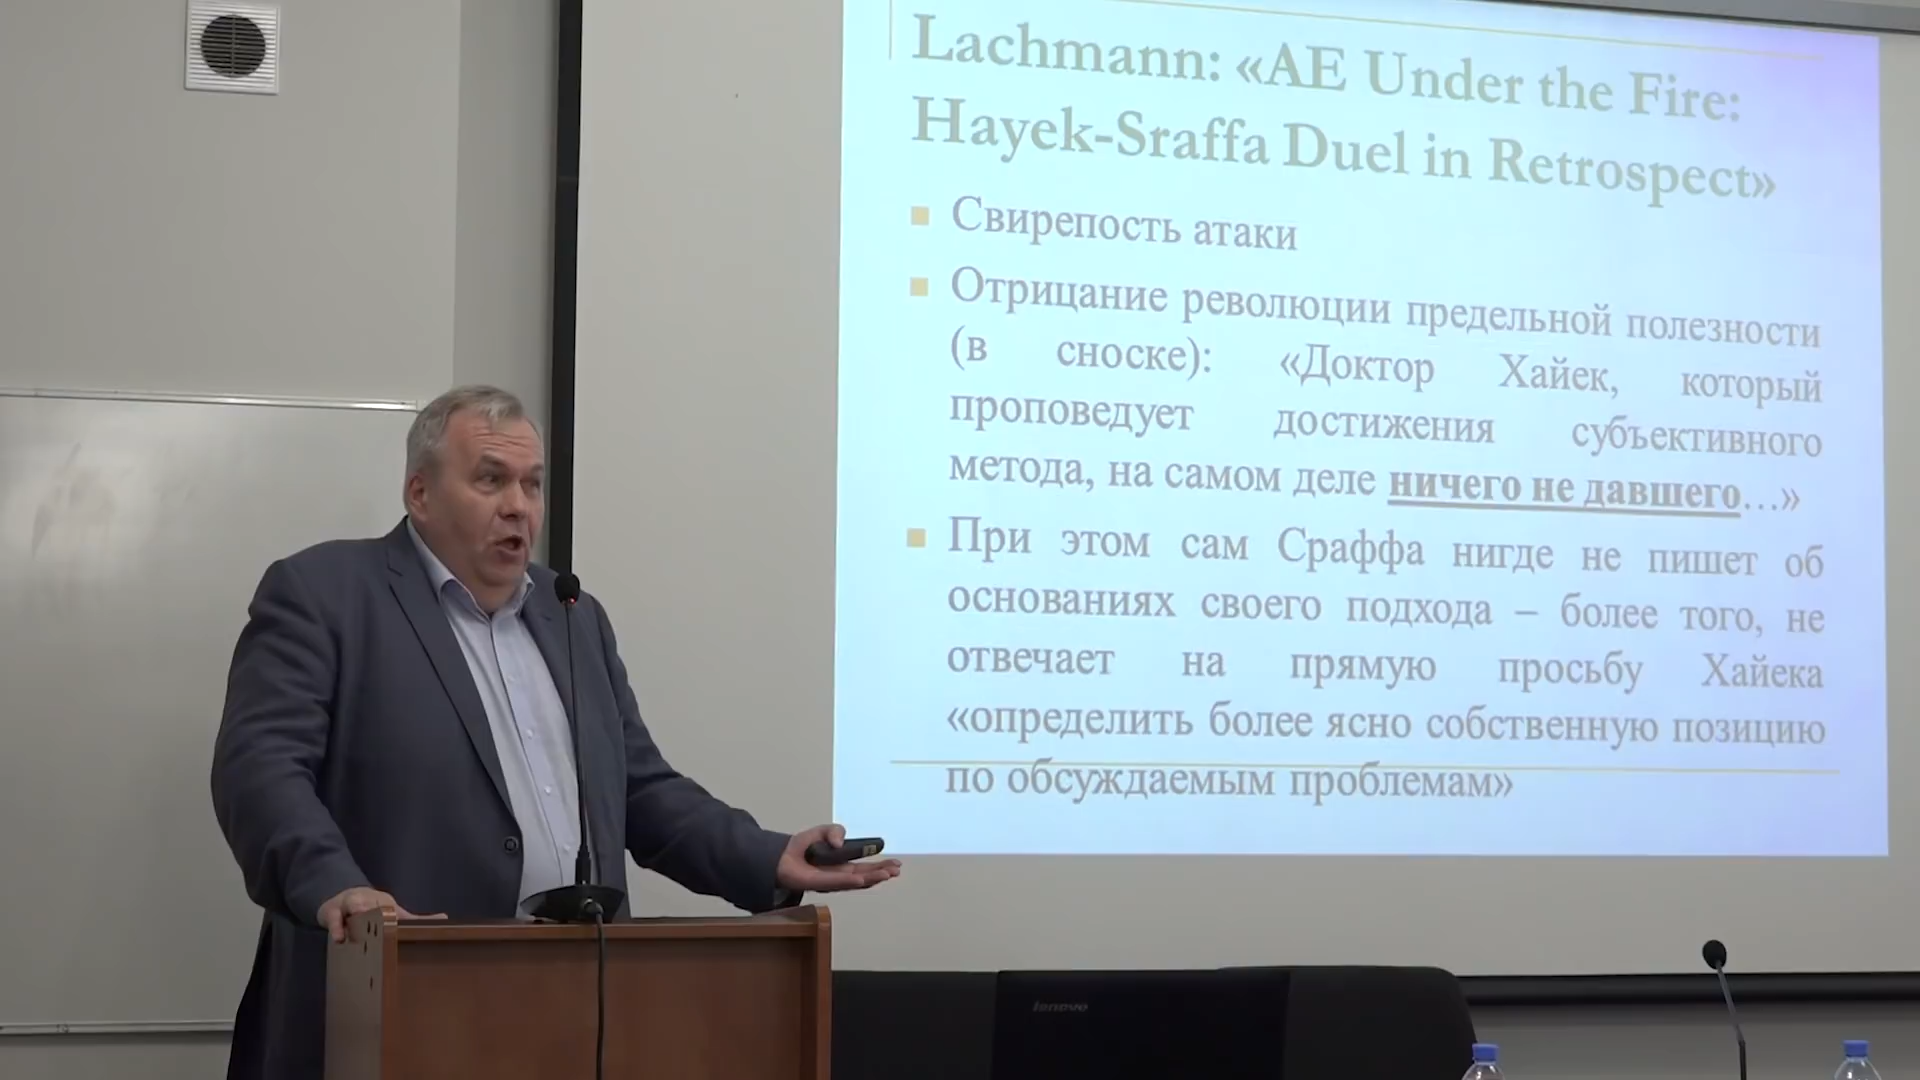 Lachmann: «AE Under the Fire:
Hayek-Sraffa Duel in Retrospect»
Свирепость атаки
Отрицание революции предельной полезности
(в сноске): «Доктор Хайек, который
проповедует достижения субъективного
метода, на самом деле ничего не давшего…»
При этом сам Сраффа нигде не пишет об
основаниях своего подхода – более того, не
отвечает на прямую просьбу Хайека
«определить более ясно собственную позицию
по обсуждаемым проблемам»
lenovo